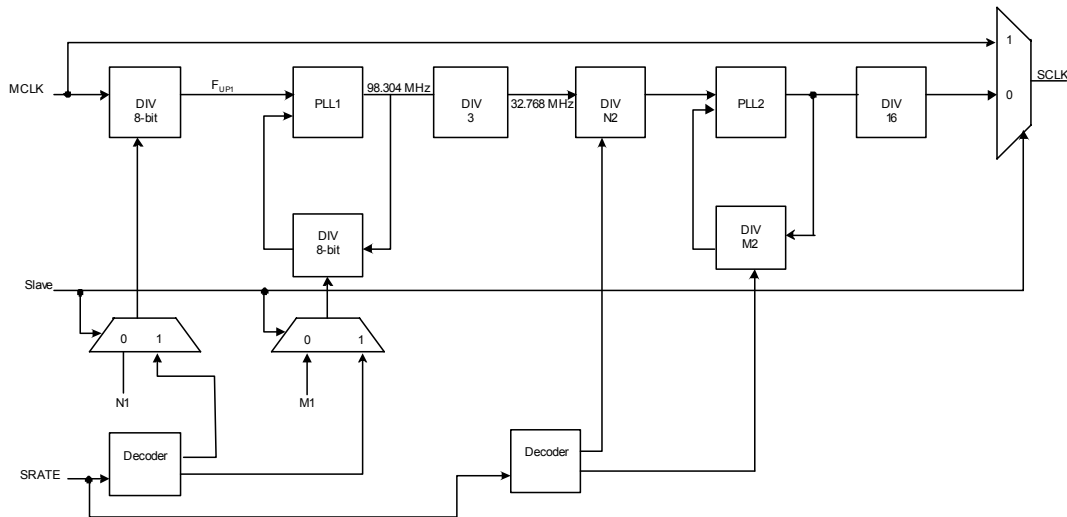 1
SCLK
0
MCLK
DIV
8-bit
FUP1
PLL1
98.304 MHz
DIV
3
32.768 MHz
DIV
N2
PLL2
DIV
16
DIV
8-bit
DIV
M2
Slave
0 1
0 1
N1
M1
Decoder
Decoder
SRATE